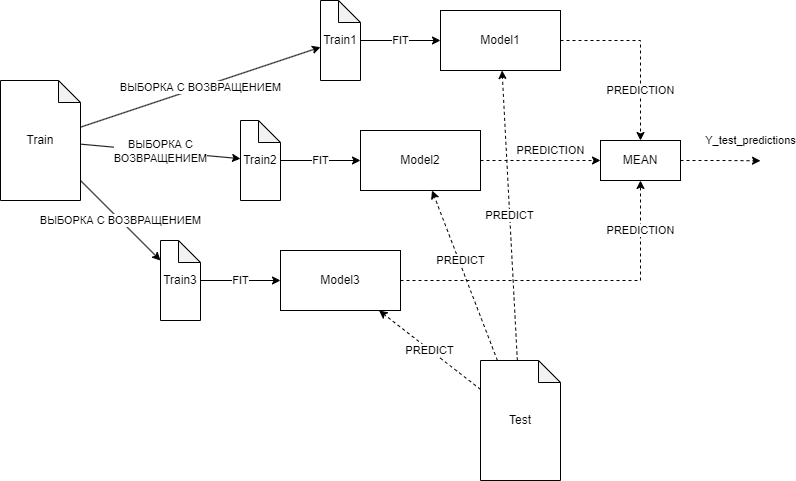 Train1
FIT
Model1
ВЫБОРКА С ВОЗВРАЩЕНИЕМ
PREDICTION
Train
ВЫБОРКА С
ВОЗВРАЩЕНИЕМ
Train2
FIT
Model2
PREDICTION
MEAN
Y_test_predictions
ВЫБОРКА С ВОЗВРАЩЕНИЕМ
PREDICT
PREDICTION
PREDICT
Train3
FIT
Model3
PREDICT
Test